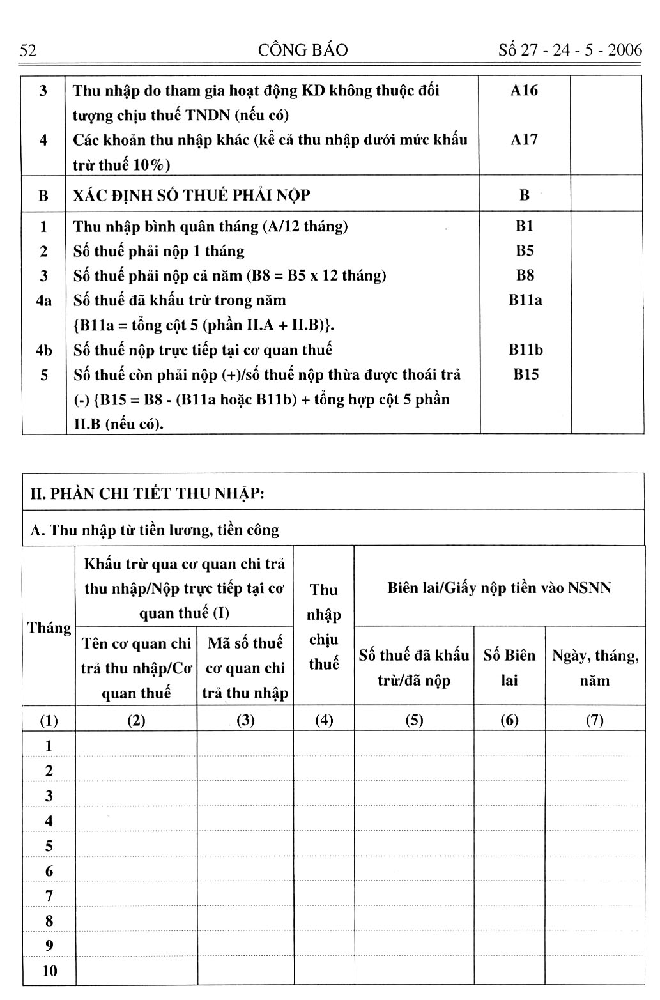 52 CÔNG BÁO Số 27 - 24 - 5 - 2006
3 Thu nhập do tham gia hoạt động KD không thuộc đối A16
tượng chịu thuế TNDN (nếu có)
4 Các khoản thu nhập khác (kể cả thu nhập dưới mức khấu A17
trừ thuế 10%)
B XÁC ĐỊNH SỐ THUẾ PHẢI NỘP B
1 Thu nhập bình quân tháng (A/12 tháng) B1
2 Số thuế phải nộp 1 tháng B5
3 Số thuế phải nộp cả năm (B8 = B5 x 12 tháng) B8
4a Số thuế đã khấu trừ trong năm B11a
{B11a = tổng cột 5 (phần II.A + II.B)}.
4b Số thuế nộp trực tiếp tại cơ quan thuế B11b
5 Số thuế còn phải nộp (+)/số thuế nộp thừa được thoái trả B15
(-) {B15 = B8 - (B11a hoặc B11b) + tổng hợp cột 5 phần
II.B (nếu có).
II. PHẦN CHI TIẾT THU NHẬP:
A. Thu nhập từ tiền lương, tiền công
Tháng
Khấu trừ qua cơ quan chi trả
thu nhập/Nộp trực tiếp tại cơ
quan thuế (I)
Tên cơ quan chi
trả thu nhập/Cơ
quan thuế
Mã số thuế
cơ quan chi
trả thu nhập
Thu
nhập
chịu
thuế
Biên lai/Giấy nộp tiền vào NSNN
Số thuế đã khấu
trừ/đã nộp
Số Biên
lai
Ngày, tháng,
năm
(1) (2) (3) (4) (5) (6) (7)
1
2
3
4
5
6
7
8
9
10